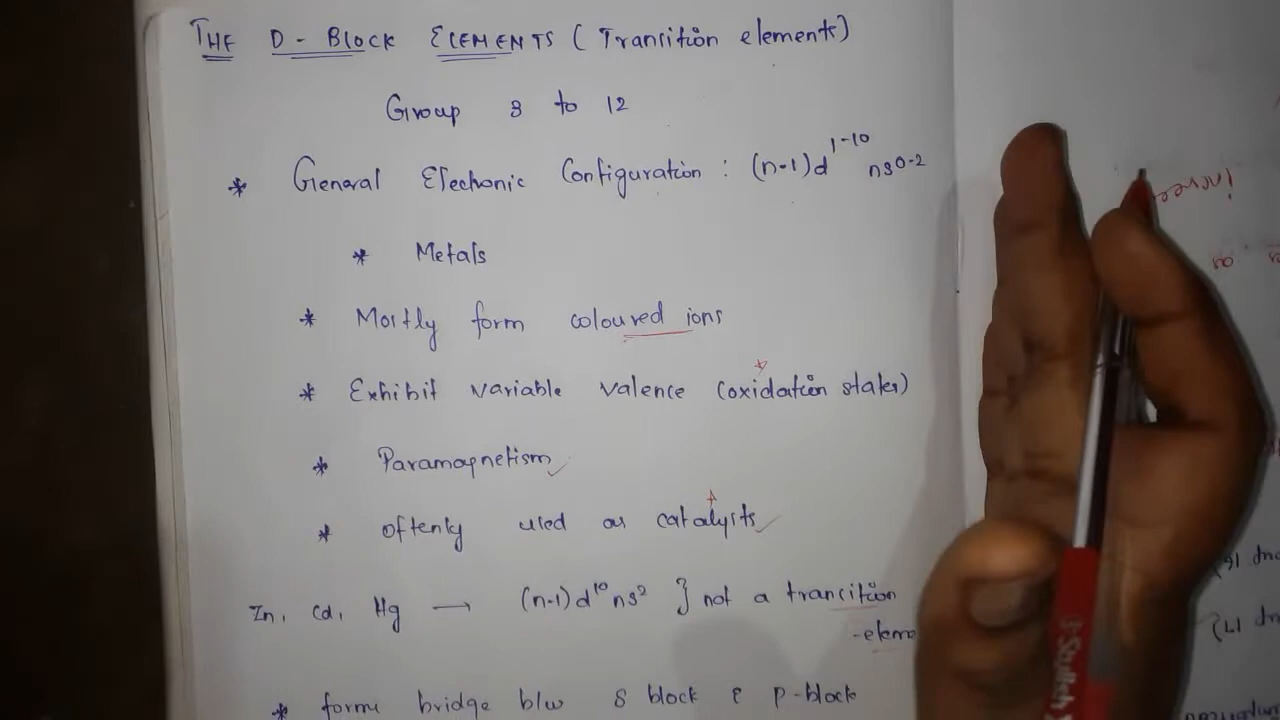 THE D - BLOCK ELEMENTS ( Transition elements)
Group 3 to 12
* General Electronic Configuration : (n-1)d¹⁻¹⁰ ns⁰⁻²
* Metals
* Mostly form coloured ions
* Exhibit variable valence (oxidation states)
* Paramagnetism
* oftenly used as catalysts
Zn, Cd, Hg → (n-1)d¹⁰ ns² } not a transition
-eleme
* forms bridge b/w s block & p-block